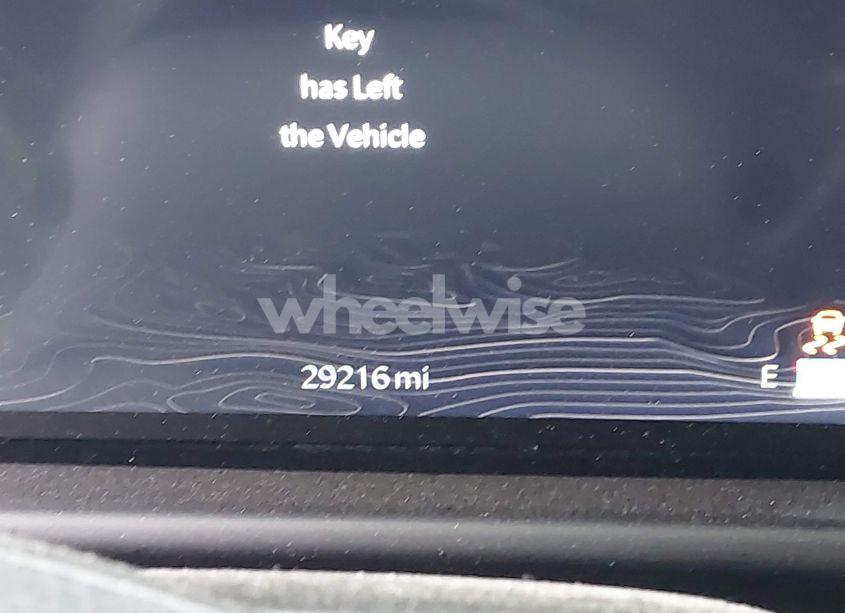 Key
has Left
the Vehicle
wheelwise
29216 mi
E